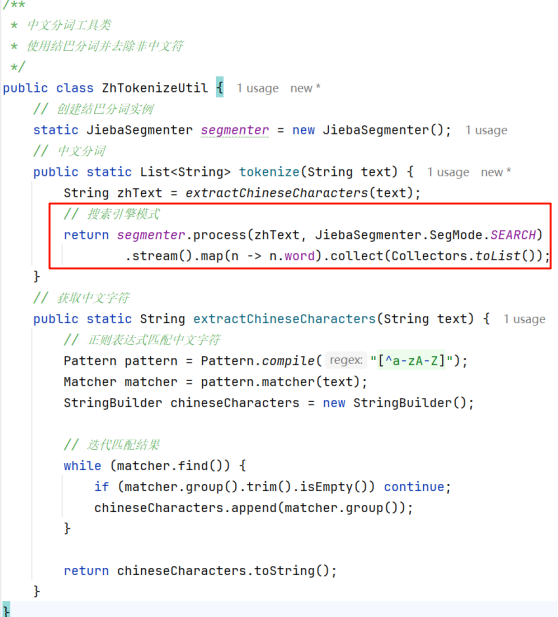 /**
 * 中文分词工具类
 * 使用结巴分词并去除非中文符
 */
public class ZhTokenizeUtil { 1 usage new *
    // 创建结巴分词实例
    static JiebaSegmenter segmenter = new JiebaSegmenter(); 1 usage
    // 中文分词
    public static List<String> tokenize(String text) { 1 usage new *
        String zhText = extractChineseCharacters(text);
        // 搜索引擎模式
        return segmenter.process(zhText, JiebaSegmenter.SegMode.SEARCH)
                .stream().map(n -> n.word).collect(Collectors.toList());
    }
    // 获取中文字符
    public static String extractChineseCharacters(String text) { 1 usage
        // 正则表达式匹配中文字符
        Pattern pattern = Pattern.compile( regex: "[^a-zA-Z]");
        Matcher matcher = pattern.matcher(text);
        StringBuilder chineseCharacters = new StringBuilder();

        // 迭代匹配结果
        while (matcher.find()) {
            if (matcher.group().trim().isEmpty()) continue;
            chineseCharacters.append(matcher.group());
        }

        return chineseCharacters.toString();
    }
}